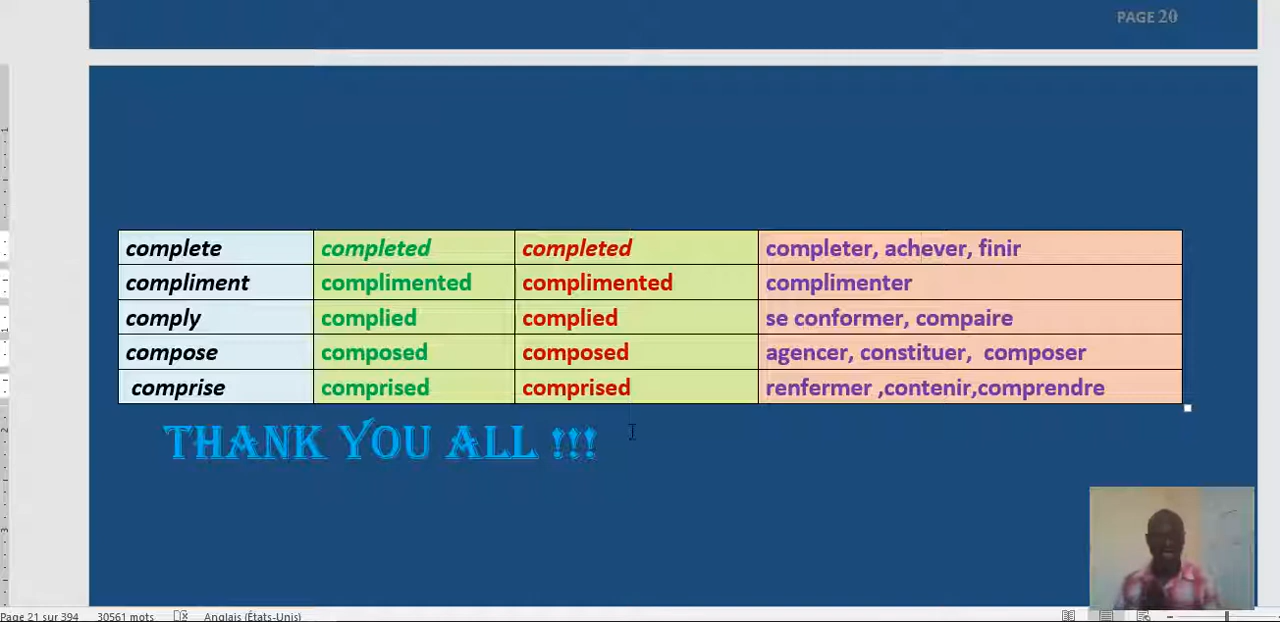 PAGE 20
complete completed completed completer, achever, finir
compliment complimented complimented complimenter
comply complied complied se conformer, compaire
compose composed composed agencer, constituer, composer
comprise comprised comprised renfermer ,contenir,comprendre
THANK YOU ALL !!!
Page 21 sur 394 30561 mots Anglais (États-Unis)